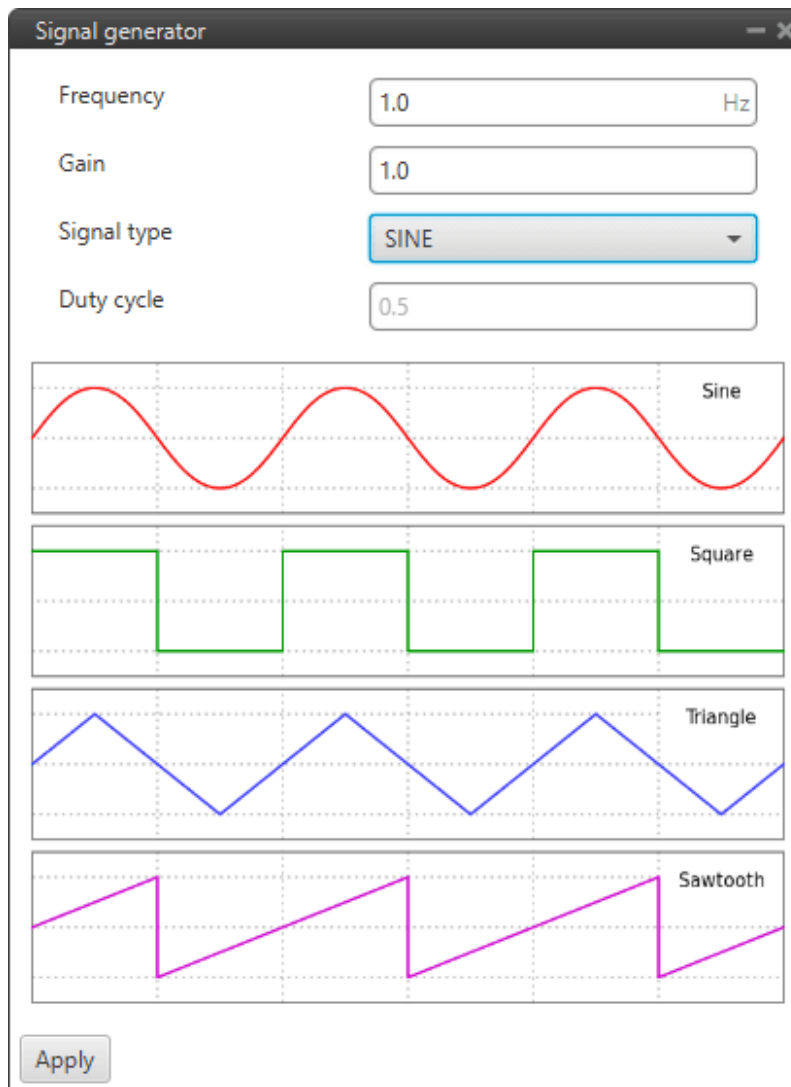 Signal generator
Frequency 1.0 Hz
Gain 1.0
Signal type SINE
Duty cycle 0.5
Sine
Square
Triangle
Sawtooth
Apply